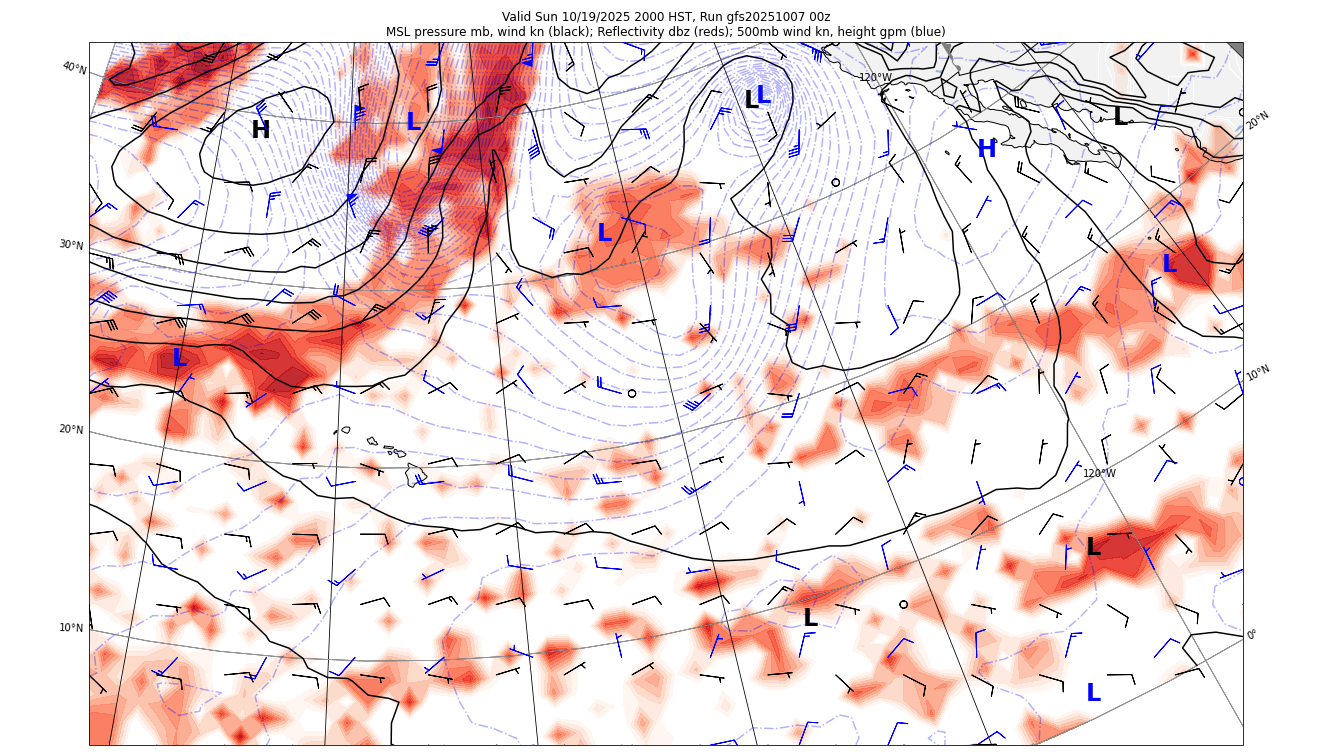 Valid Sun 10/19/2025 2000 HST, Run gfs20251007 00z
MSL pressure mb, wind kn (black); Reflectivity dbz (reds); 500mb wind kn, height gpm (blue)
40°N
120°W
L
L
L
20°N
H
L
H
30°N
L
L
L
10°N
20°N
120°W
L
L
10°N
0°
L